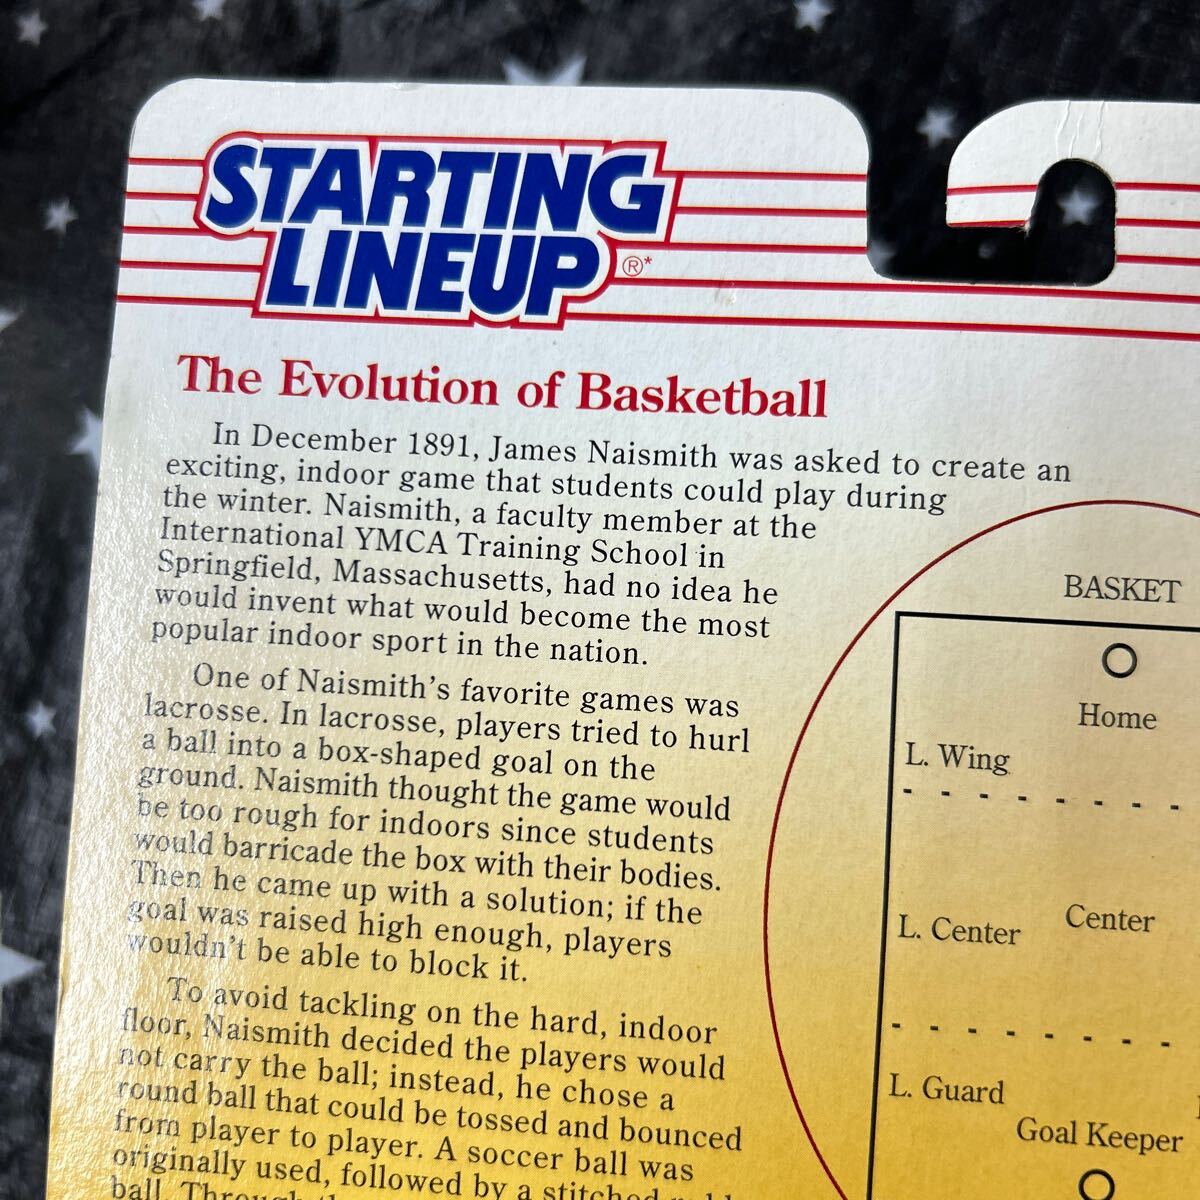 STARTING
LINEUP ®*
The Evolution of Basketball
In December 1891, James Naismith was asked to create an
exciting, indoor game that students could play during
the winter. Naismith, a faculty member at the
International YMCA Training School in
Springfield, Massachusetts, had no idea he
would invent what would become the most
popular indoor sport in the nation.
One of Naismith's favorite games was
lacrosse. In lacrosse, players tried to hurl
a ball into a box-shaped goal on the
ground. Naismith thought the game would
be too rough for indoors since students
would barricade the box with their bodies.
Then he came up with a solution; if the
goal was raised high enough, players
wouldn't be able to block it.
To avoid tackling on the hard, indoor
floor, Naismith decided the players would
not carry the ball; instead, he chose a
round ball that could be tossed and bounced
from player to player. A soccer ball was
originally used, followed by a stitched
ball.
BASKET
Home
L. Wing
L. Center Center
L. Guard
Goal Keeper